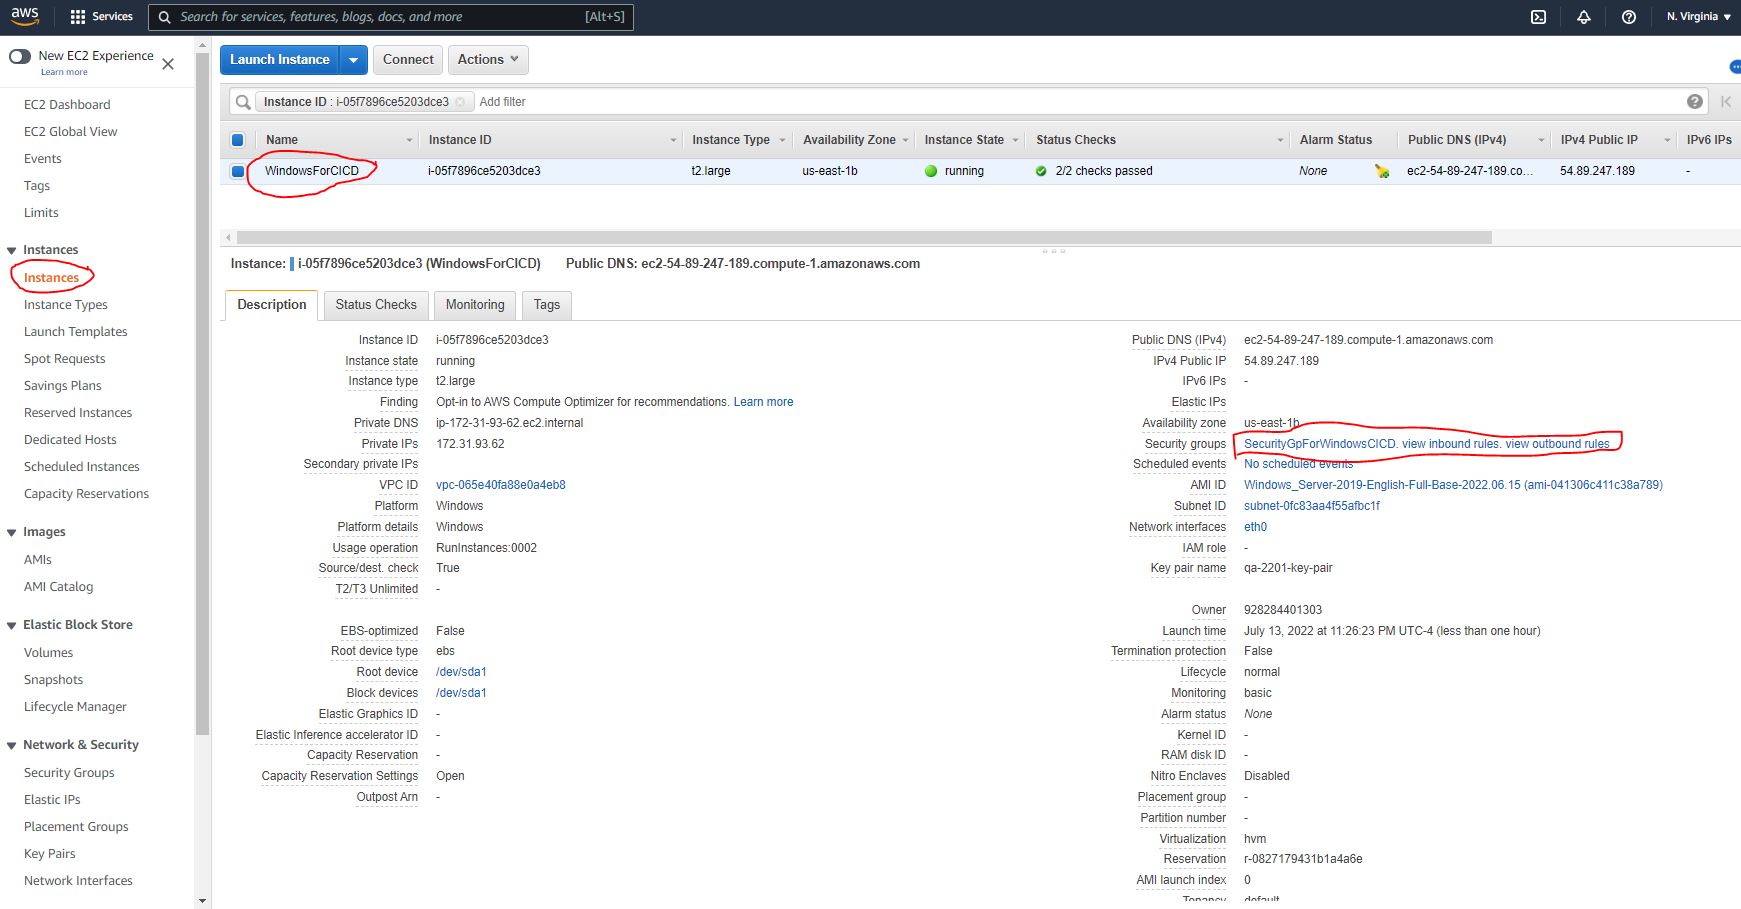 aws Services Search for services, features, blogs, docs, and more [Alt+S] N. Virginia
New EC2 Experience
Learn more
EC2 Dashboard
EC2 Global View
Events
Tags
Limits
Instances
Instances
Instance Types
Launch Templates
Spot Requests
Savings Plans
Reserved Instances
Dedicated Hosts
Scheduled Instances
Capacity Reservations
Images
AMIs
AMI Catalog
Elastic Block Store
Volumes
Snapshots
Lifecycle Manager
Network & Security
Security Groups
Elastic IPs
Placement Groups
Key Pairs
Network Interfaces
Launch Instance Connect Actions
Instance ID : i-05f7896ce5203dce3 Add filter
Name Instance ID Instance Type Availability Zone Instance State Status Checks Alarm Status Public DNS (IPv4) IPv4 Public IP IPv6 IPs
WindowsForCICD i-05f7896ce5203dce3 t2.large us-east-1b running 2/2 checks passed None ec2-54-89-247-189.co... 54.89.247.189 -
Instance: i-05f7896ce5203dce3 (WindowsForCICD) Public DNS: ec2-54-89-247-189.compute-1.amazonaws.com
Description Status Checks Monitoring Tags
Instance ID i-05f7896ce5203dce3
Instance state running
Instance type t2.large
Finding Opt-in to AWS Compute Optimizer for recommendations. Learn more
Private DNS ip-172-31-93-62.ec2.internal
Private IPs 172.31.93.62
Secondary private IPs
VPC ID vpc-065e40fa88e0a4eb8
Platform Windows
Platform details Windows
Usage operation RunInstances:0002
Source/dest. check True
T2/T3 Unlimited -
EBS-optimized False
Root device type ebs
Root device /dev/sda1
Block devices /dev/sda1
Elastic Graphics ID -
Elastic Inference accelerator ID -
Capacity Reservation -
Capacity Reservation Settings Open
Outpost Arn -
Public DNS (IPv4) ec2-54-89-247-189.compute-1.amazonaws.com
IPv4 Public IP 54.89.247.189
IPv6 IPs -
Elastic IPs
Availability zone us-east-1b
Security groups SecurityGpForWindowsCICD. view inbound rules. view outbound rules
Scheduled events No scheduled events
AMI ID Windows_Server-2019-English-Full-Base-2022.06.15 (ami-041306c411c38a789)
Subnet ID subnet-0fc83aa4f55afbc1f
Network interfaces eth0
IAM role -
Key pair name qa-2201-key-pair
Owner 928284401303
Launch time July 13, 2022 at 11:26:23 PM UTC-4 (less than one hour)
Termination protection False
Lifecycle normal
Monitoring basic
Alarm status None
Kernel ID -
RAM disk ID -
Nitro Enclaves Disabled
Placement group -
Partition number -
Virtualization hvm
Reservation r-0827179431b1a4a6e
AMI launch index 0
Tenancy default